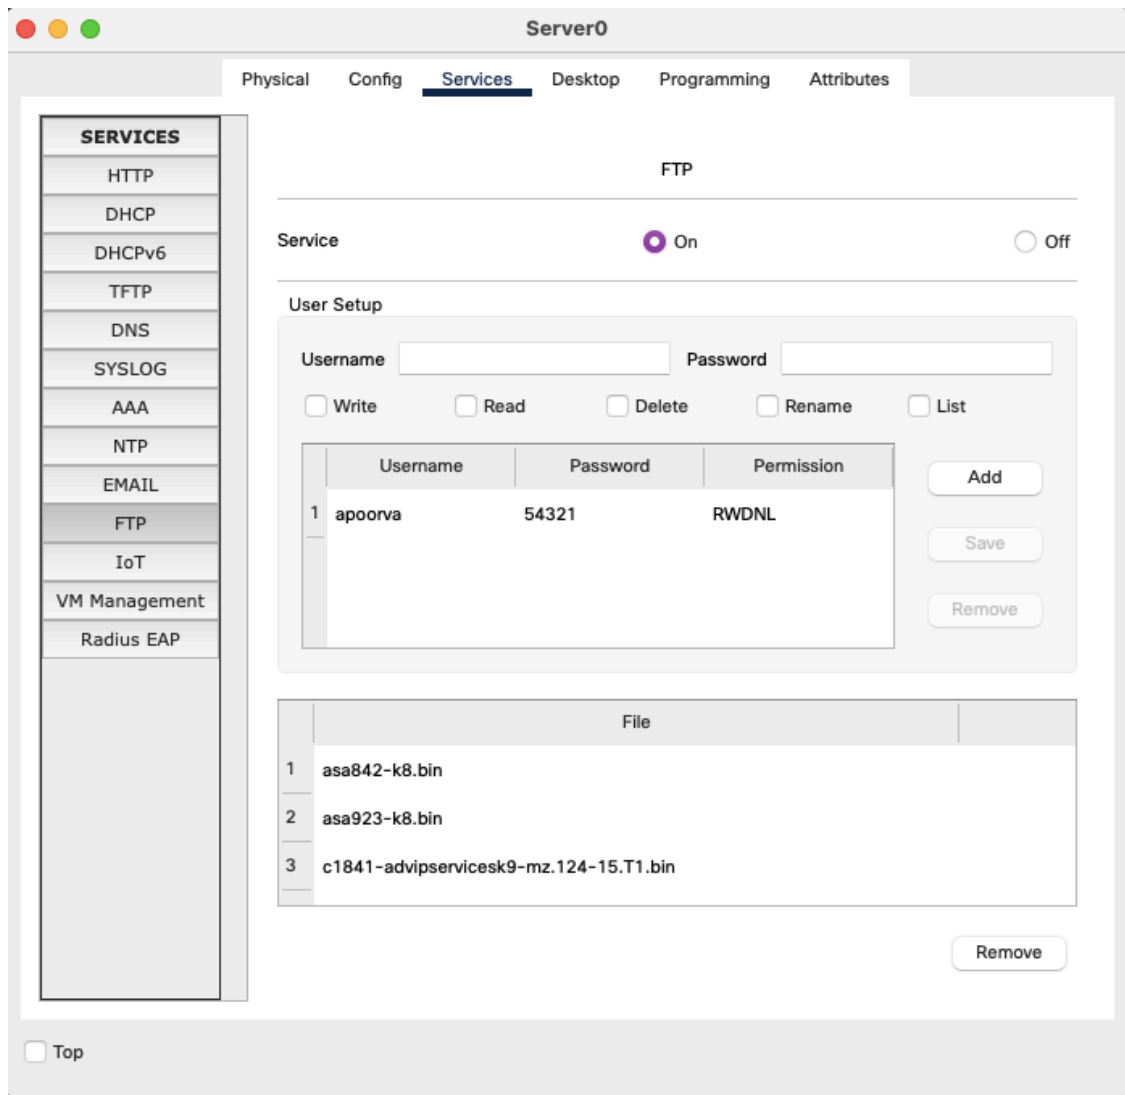 Server0
Physical Config Services Desktop Programming Attributes
SERVICES
HTTP
DHCP
DHCPv6
TFTP
DNS
SYSLOG
AAA
NTP
EMAIL
FTP
IoT
VM Management
Radius EAP
FTP
Service On Off
User Setup
Username Password
Write Read Delete Rename List
Username Password Permission
1 apoorva 54321 RWDNL
Add
Save
Remove
File
1 asa842-k8.bin
2 asa923-k8.bin
3 c1841-advipservicesk9-mz.124-15.T1.bin
Remove
Top